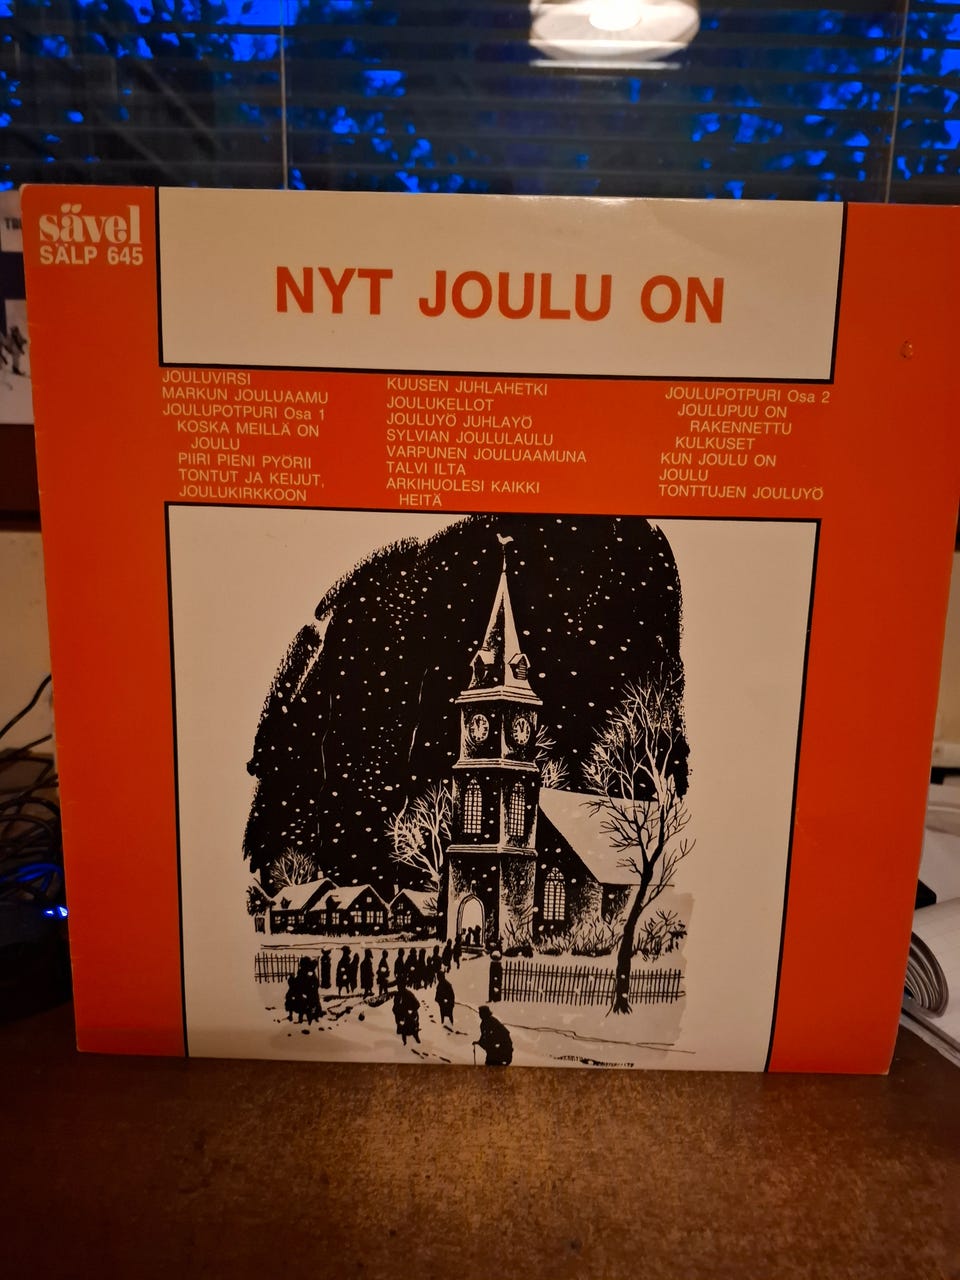 sävel
SÄLP 645
NYT JOULU ON
JOULUVIRSI
MARKUN JOULUAAMU
JOULUPOTPURI Osa 1
KOSKA MEILLÄ ON
JOULU
PIIRI PIENI PYÖRII
TONTUT JA KEIJUT,
JOULUKIRKKOON
KUUSEN JUHLAHETKI
JOULUKELLOT
JOULUYÖ JUHLAYÖ
SYLVIAN JOULULAULU
VARPUNEN JOULUAAMUNA
TALVI ILTA
ARKIHUOLESI KAIKKI
HEITÄ
JOULUPOTPURI Osa 2
JOULUPUU ON
RAKENNETTU
KULKUSET
KUN JOULU ON
JOULU
TONTTUJEN JOULUYÖ